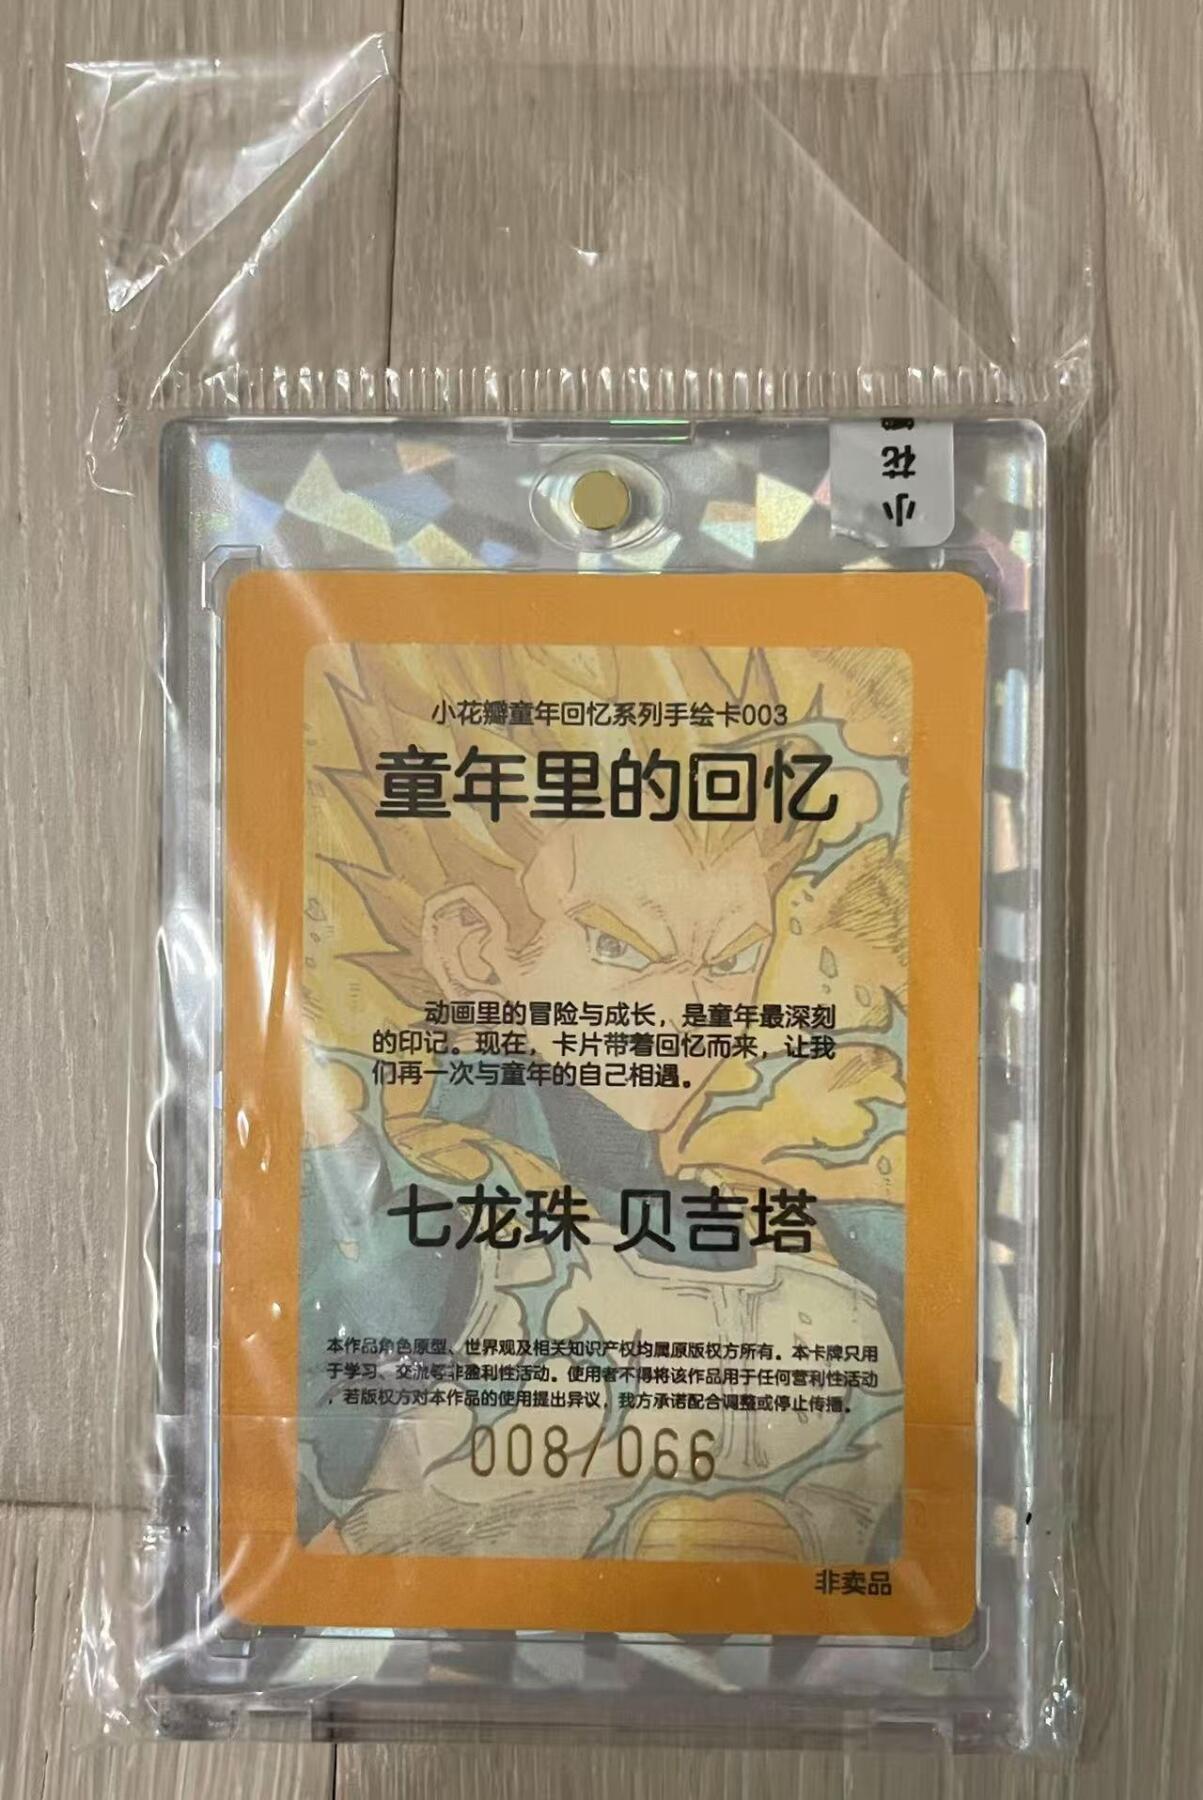 小花
小花瓣童年回忆系列手绘卡003
童年里的回忆
动画里的冒险与成长，是童年最深刻
的印记。现在，卡片带着回忆而来，让我
们再一次与童年的自己相遇。
七龙珠 贝吉塔
本作品角色原型、世界观及相关知识产权均属原版权方所有。本卡牌只用
于学习、交流等非盈利性活动。使用者不得将该作品用于任何营利性活动
，若版权方对本作品的使用提出异议，我方承诺配合调整或停止传播。
008/066
非卖品